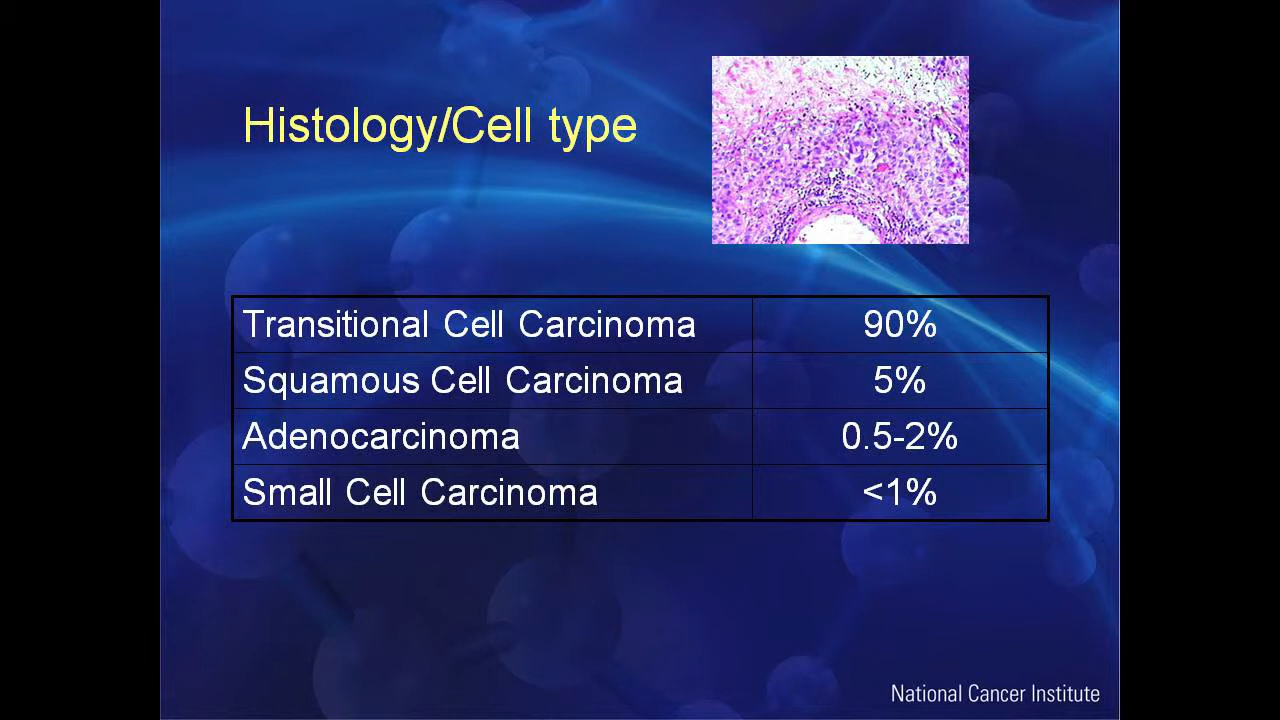 Histology/Cell type
Transitional Cell Carcinoma 90%
Squamous Cell Carcinoma 5%
Adenocarcinoma 0.5-2%
Small Cell Carcinoma <1%
National Cancer Institute